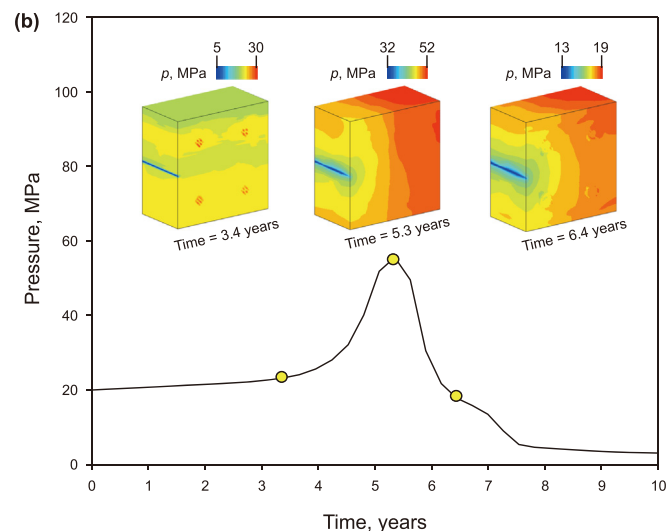 (b)
5 30
p, MPa
32 52
p, MPa
13 19
p, MPa
Time = 3.4 years
Time = 5.3 years
Time = 6.4 years
Pressure, MPa
120
100
80
60
40
20
0
0 1 2 3 4 5 6 7 8 9 10
Time, years